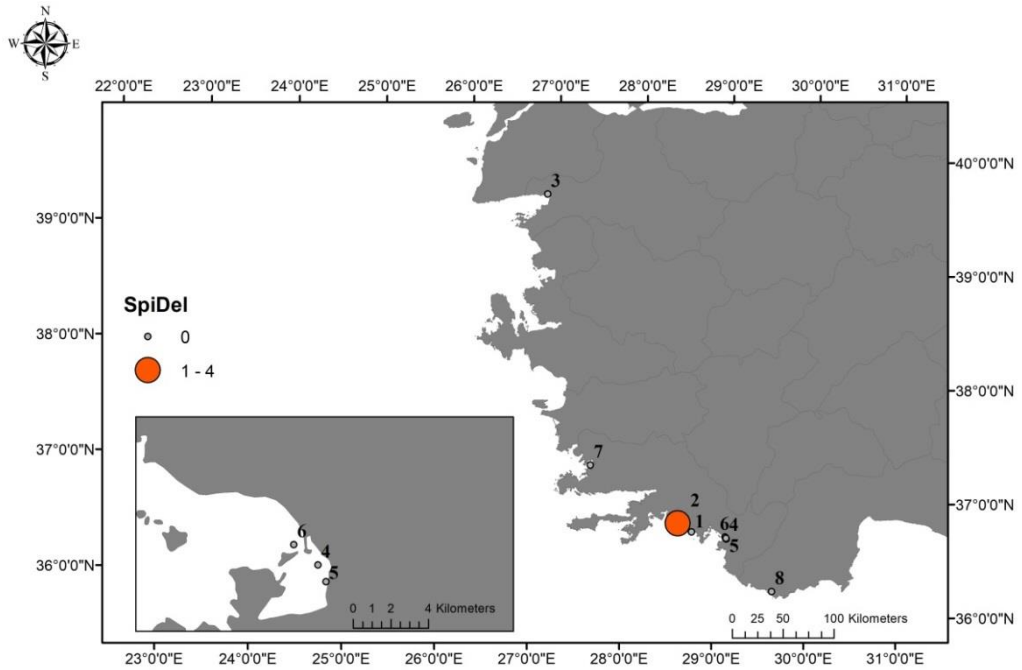 N
W E
S
22°0'0"E 23°0'0"E 24°0'0"E 25°0'0"E 26°0'0"E 27°0'0"E 28°0'0"E 29°0'0"E 30°0'0"E 31°0'0"E
40°0'0"N
3
39°0'0"N
39°0'0"N
SpiDel
0
38°0'0"N
1 - 4
38°0'0"N
37°0'0"N
7
2
37°0'0"N
1
64
5
6
4
5
36°0'0"N
8
0 1 2 4 Kilometers
0 25 50 100 Kilometers
36°0'0"N
23°0'0"E 24°0'0"E 25°0'0"E 26°0'0"E 27°0'0"E 28°0'0"E 29°0'0"E 30°0'0"E